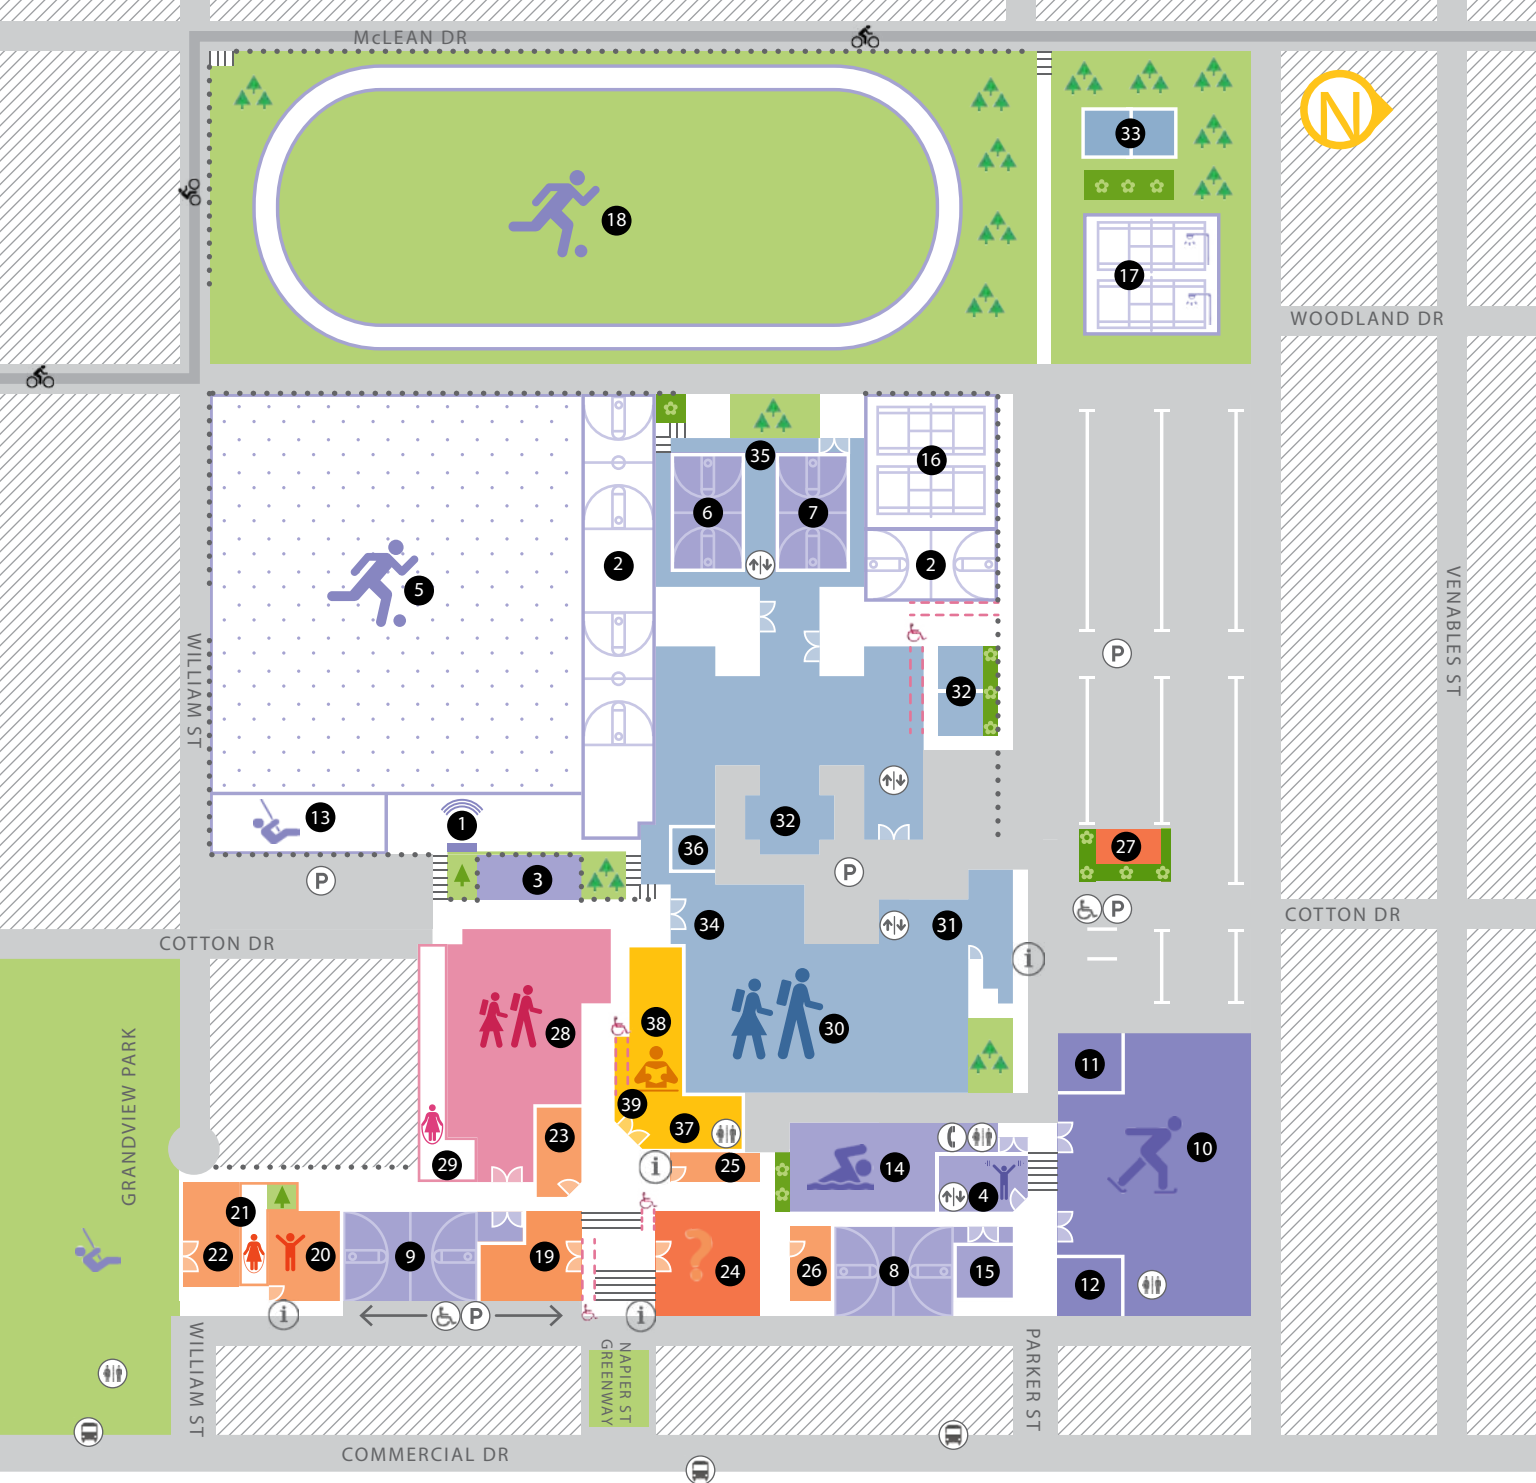 McLEAN DR
N
33
18
17
WOODLAND DR
35
16
6
7
2
2
5
VENABLES ST
WILLIAM ST
P
32
13
1
32
36
27
3
P
P
P
34
31
COTTON DR
COTTON DR
i
38
28
30
11
GRANDVIEW PARK
39
37
23
10
29
i
25
14
4
21
22
20
9
19
24
26
8
15
12
i
P
i
WILLIAM ST
NAPIER ST
GREENWAY
PARKER ST
COMMERCIAL DR